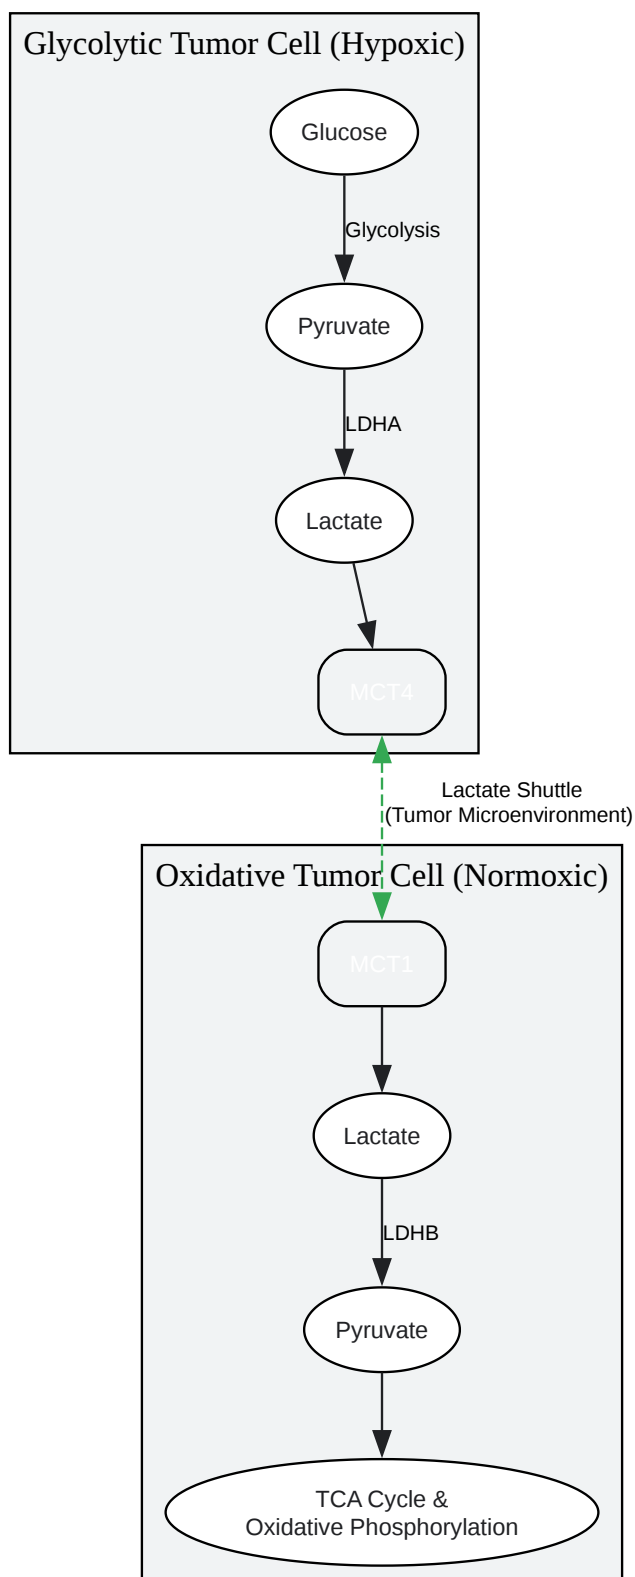 Glycolytic Tumor Cell (Hypoxic)
Glucose
Glycolysis
Pyruvate
LDHA
Lactate
MCT4
Lactate Shuttle
(Tumor Microenvironment)
Oxidative Tumor Cell (Normoxic)
MCT1
Lactate
LDHB
Pyruvate
TCA Cycle &
Oxidative Phosphorylation